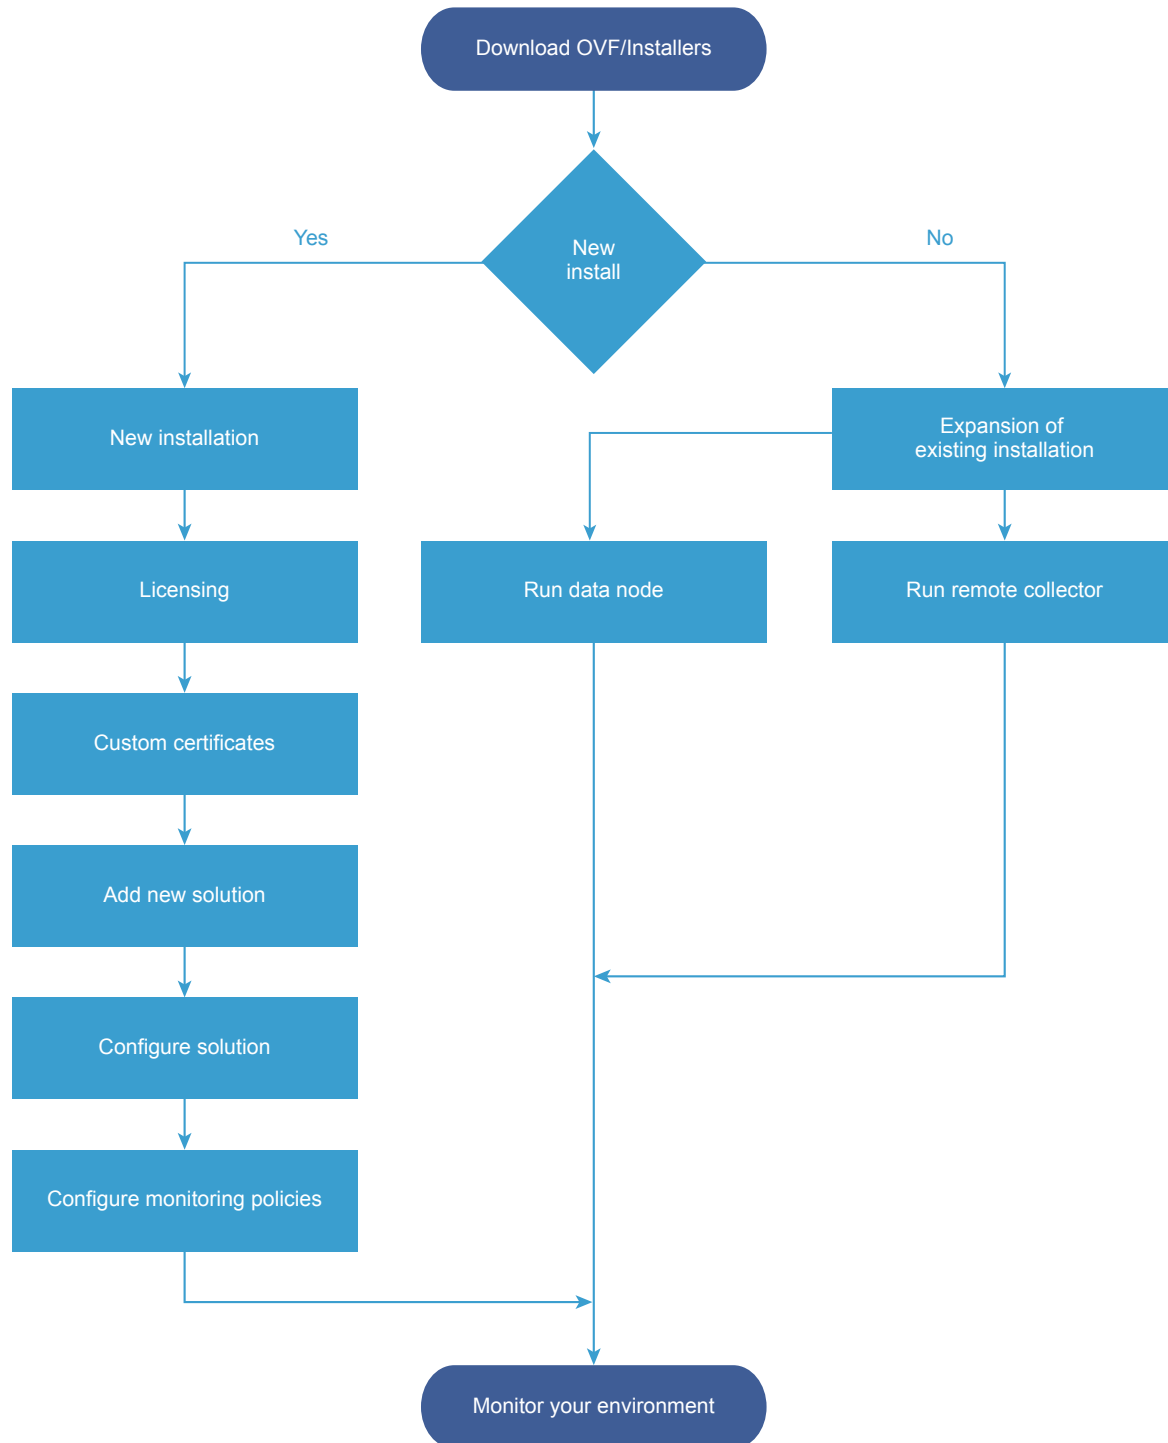 Download OVF/Installers
New
install
Yes
No
New installation
Expansion of
existing installation
Licensing
Run data node
Run remote collector
Custom certificates
Add new solution
Configure solution
Configure monitoring policies
Monitor your environment